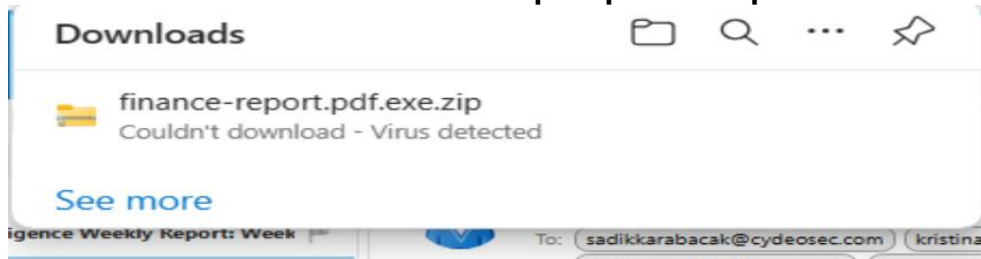 Downloads
finance-report.pdf.exe.zip
Couldn't download - Virus detected
See more
igence Weekly Report: Week
To: sadikkarabacak@cydeosec.com kristina